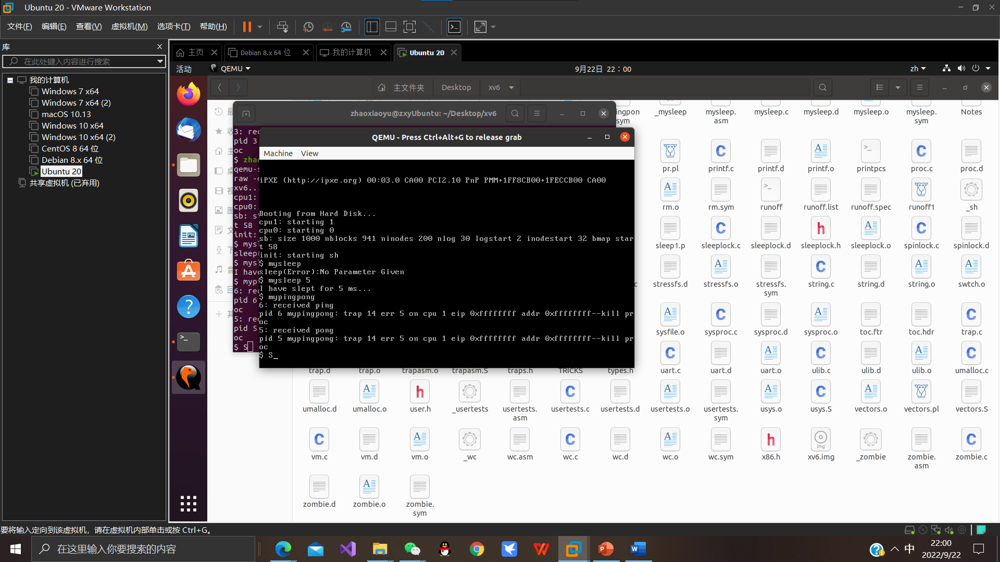 Ubuntu 20 - VMware Workstation
文件(F) 编辑(E) 查看(V) 虚拟机(M) 选项卡(T) 帮助(H)
库
在此处键入内容进行搜索
我的计算机
Windows 7 x64
Windows 7 x64 (2)
macOS 10.13
Windows 10 x64
Windows 10 x64 (2)
CentOS 8 64 位
Debian 8.x 64 位
Ubuntu 20
共享虚拟机 (已弃用)
主页 Debian 8.x 64 位 我的计算机 Ubuntu 20
活动 QEMU 9月22日 22：00 zh
主文件夹 Desktop xv6
zhaoxiaoyu@zxyUbuntu: ~/Desktop/xv6
3: rec
pid 3
oc
$ zhao
qemu-s
raw -
xv6...
cpu1:
cpu0:
sb: s
t 58
init:
$ mys
sleep
$ mys
I hav
$ myp
6: rec
pid 6
oc
5: rec
pid 5
oc
$ S
QEMU - Press Ctrl+Alt+G to release grab
Machine View
iPXE (http://ipxe.org) 00:03.0 CA00 PCI2.10 PnP PMM+1FF8CB00+1FECCB00 CA00
Booting from Hard Disk...
cpu1: starting 1
cpu0: starting 0
sb: size 1000 nblocks 941 ninodes 200 nlog 30 logstart 2 inodestart 32 bmap star
t 58
init: starting sh
$ mysleep
sleep(Error):No Parameter Given
$ mysleep 5
I have slept for 5 ms...
$ mypingpong
6: received ping
pid 6 mypingpong: trap 14 err 5 on cpu 1 eip 0xffffffff addr 0xffffffff--kill pr
oc
5: received pong
pid 5 mypingpong: trap 14 err 5 on cpu 1 eip 0xffffffff addr 0xffffffff--kill pr
oc
$ S_
ingpon sym _mysleep mysleep.asm mysleep.c mysleep.d mysleep.o mysleep.sym Notes
pr.pl printf.c printf.d printf.o printpcs proc.c proc.d
rm.o rm.sym runoff runoff.list runoff.spec runoff1 _sh
sleep1.p sleeplock.c sleeplock.d sleeplock.h sleeplock.o spinlock.c spinlock.d
c stressfs.d stressfs.o stressfs.sym string.c string.d string.o swtch.o
sysfile.o sysproc.c sysproc.d sysproc.o toc.ftr toc.hdr trap.c
trap.d trap.o trapasm.o trapasm.S traps.h TRICKS types.h uart.c uart.d uart.o ulib.c ulib.d ulib.o umalloc.c
umalloc.d umalloc.o user.h _usertests usertests.asm usertests.c usertests.d usertests.o usertests.sym usys.o usys.S vectors.o vectors.pl vectors.S
vm.c vm.d vm.o _wc wc.asm wc.c wc.d wc.o wc.sym x86.h xv6.img _zombie zombie.asm zombie.c
zombie.d zombie.o zombie.sym
要将输入定向到该虚拟机，请在虚拟机内部单击或按 Ctrl+G。
在这里输入你要搜索的内容
中
22:00
2022/9/22